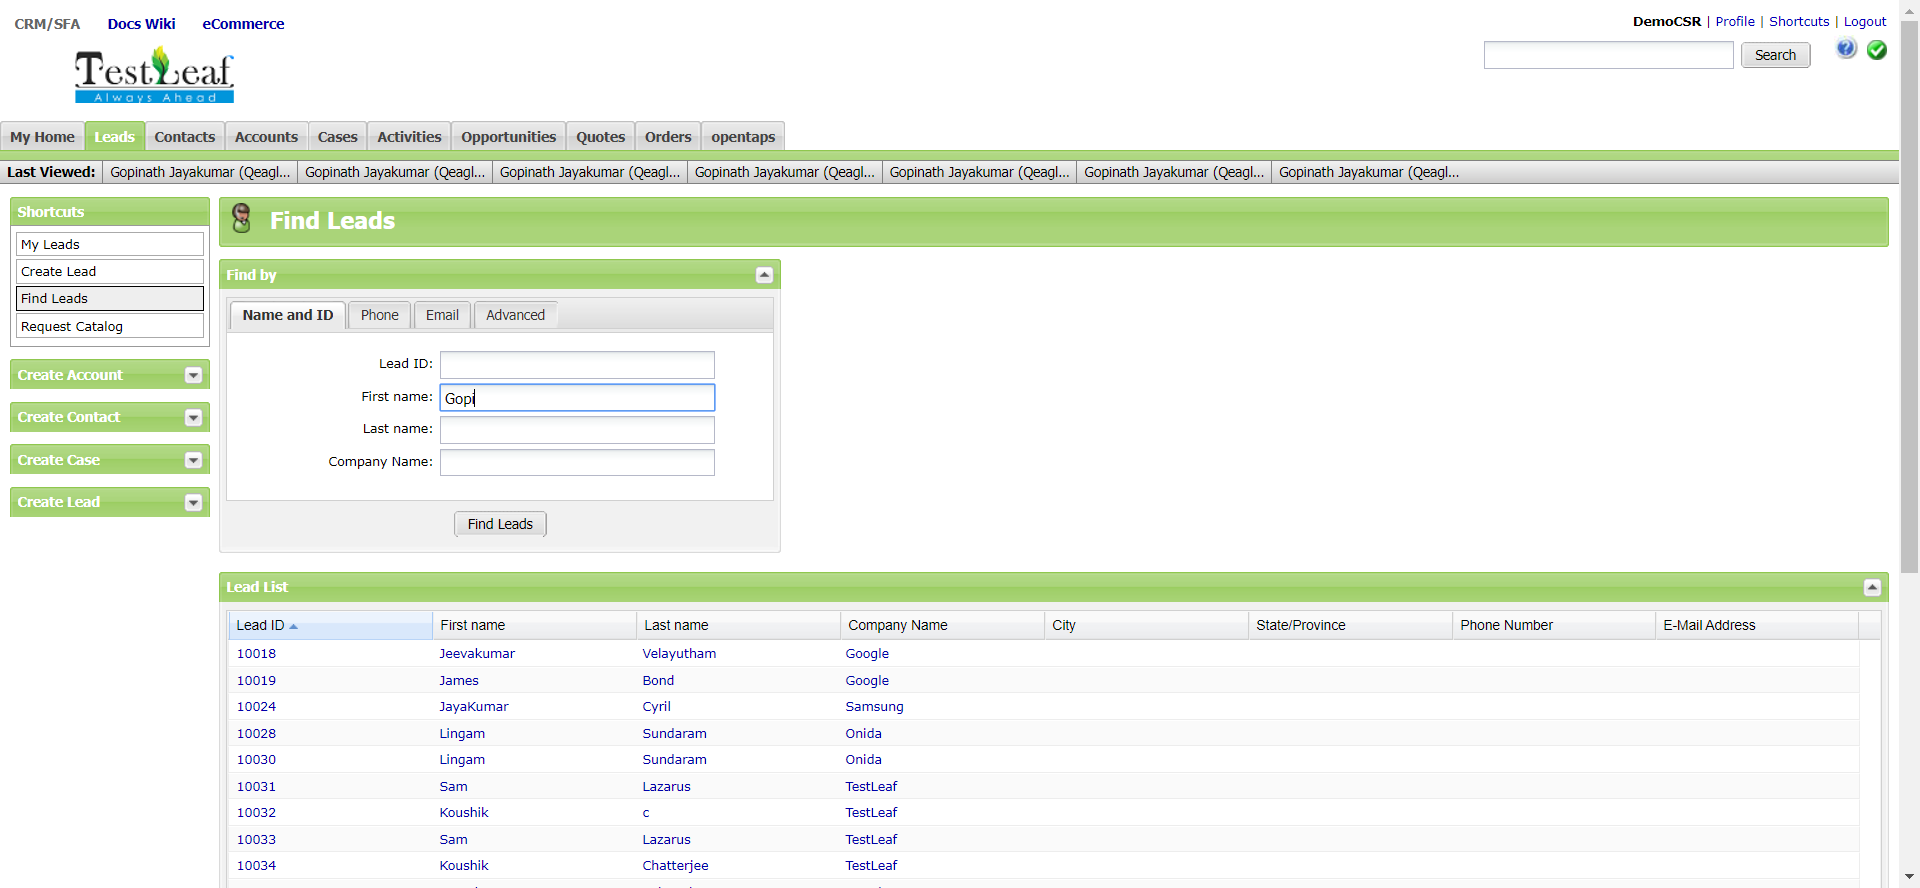 CRM/SFA Docs Wiki eCommerce
DemoCSR | Profile | Shortcuts | Logout
Search
TestLeaf
Always Ahead
My Home Leads Contacts Accounts Cases Activities Opportunities Quotes Orders opentaps
Last Viewed: Gopinath Jayakumar (Qeagl... Gopinath Jayakumar (Qeagl... Gopinath Jayakumar (Qeagl... Gopinath Jayakumar (Qeagl... Gopinath Jayakumar (Qeagl... Gopinath Jayakumar (Qeagl... Gopinath Jayakumar (Qeagl...
Shortcuts
My Leads
Create Lead
Find Leads
Request Catalog
Create Account
Create Contact
Create Case
Create Lead
Find Leads
Find by
Name and ID Phone Email Advanced
Lead ID:
First name: Gopi
Last name:
Company Name:
Find Leads
Lead List
Lead ID First name Last name Company Name City State/Province Phone Number E-Mail Address
10018 Jeevakumar Velayutham Google
10019 James Bond Google
10024 JayaKumar Cyril Samsung
10028 Lingam Sundaram Onida
10030 Lingam Sundaram Onida
10031 Sam Lazarus TestLeaf
10032 Koushik c TestLeaf
10033 Sam Lazarus TestLeaf
10034 Koushik Chatterjee TestLeaf